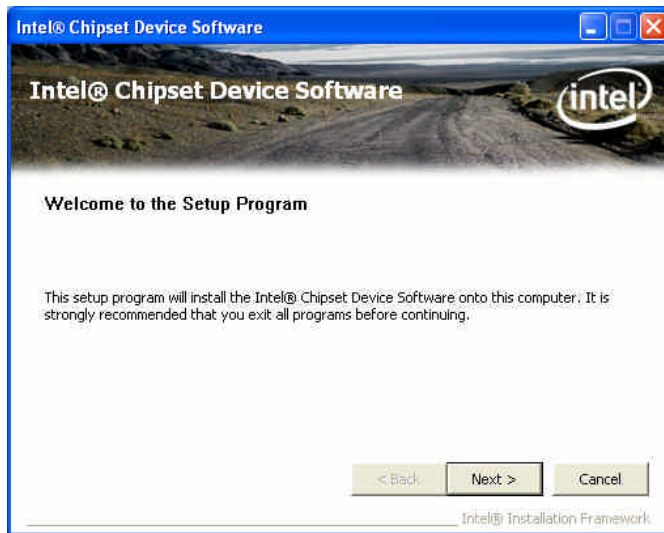 Intel® Chipset Device Software
Intel® Chipset Device Software
intel
Welcome to the Setup Program
This setup program will install the Intel® Chipset Device Software onto this computer. It is
strongly recommended that you exit all programs before continuing.
< Back
Next >
Cancel
Intel® Installation Framework